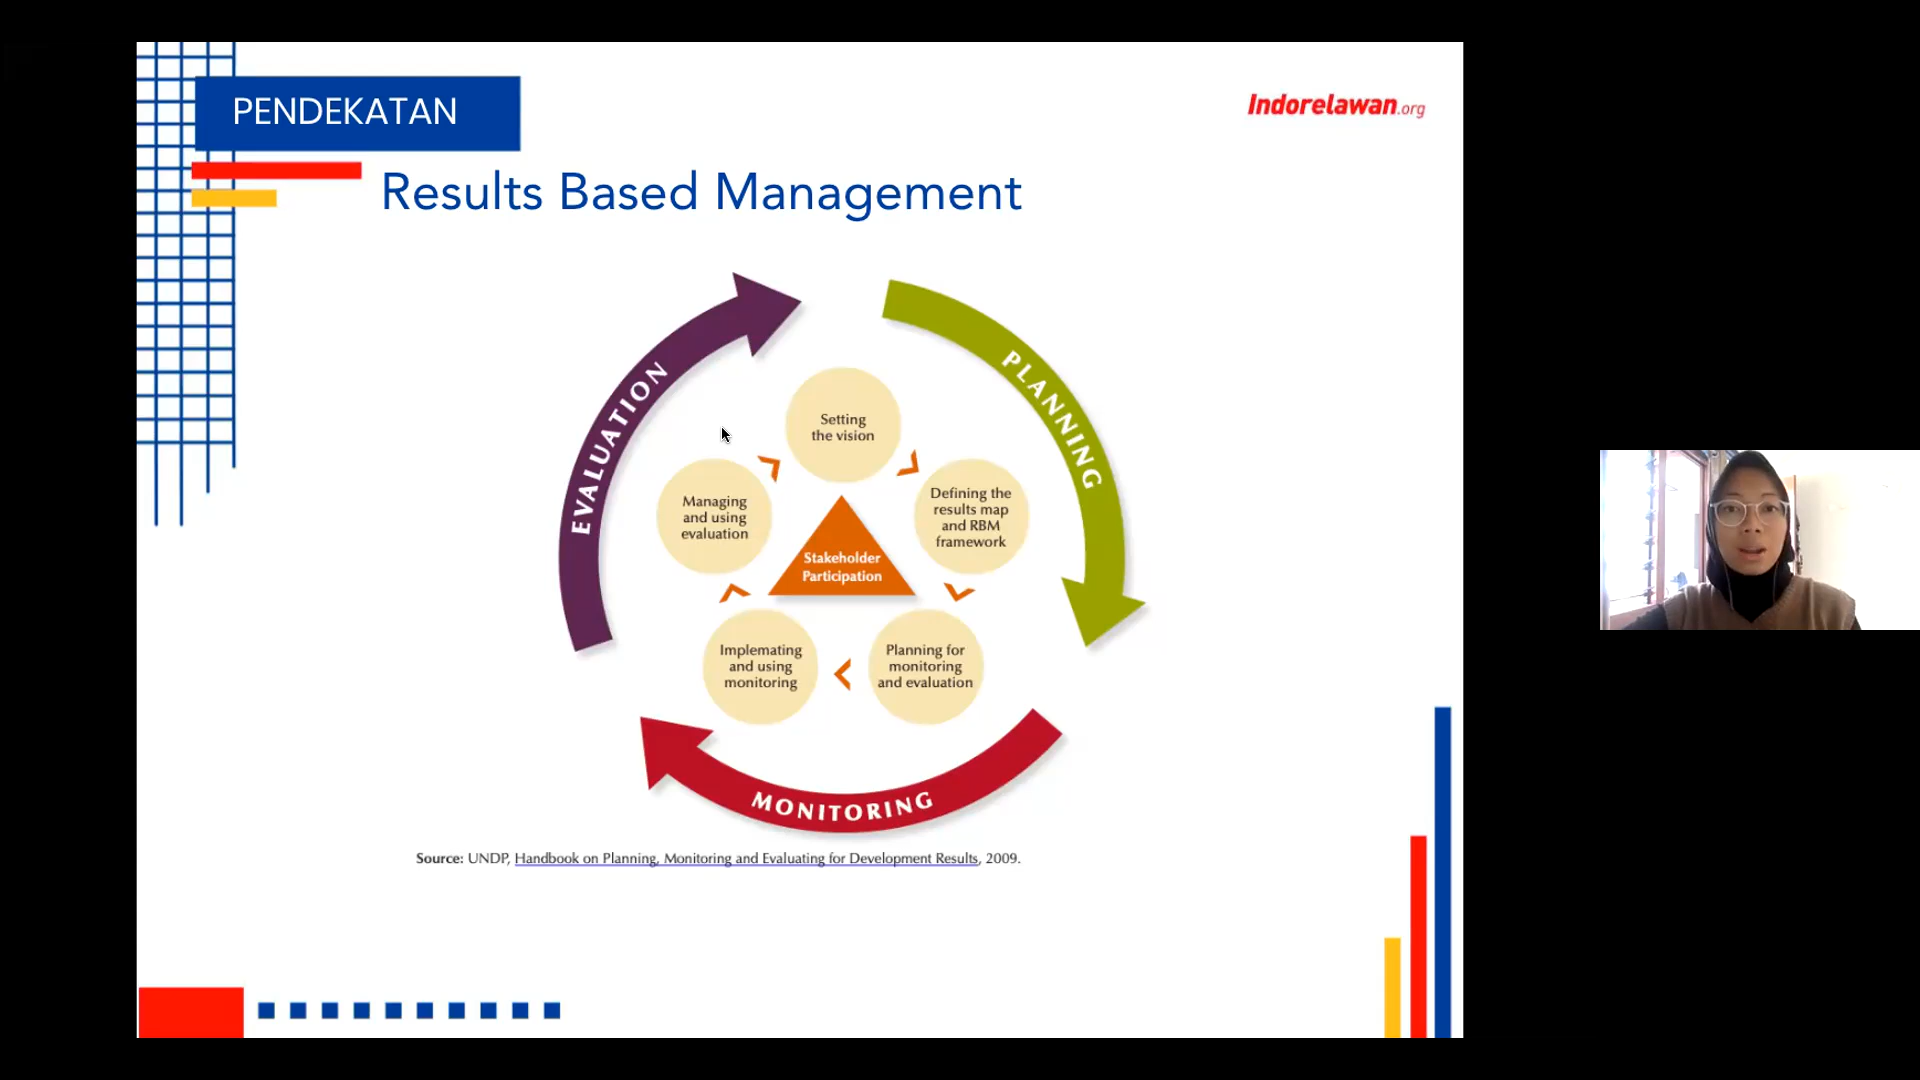 PENDEKATAN
Indorelawan.org
Results Based Management
EVALUATION
PLANNING
Setting
the vision
Defining the
results map
and RBM
framework
Managing
and using
evaluation
Stakeholder
Participation
Implemating
and using
monitoring
Planning for
monitoring
and evaluation
MONITORING
Source: UNDP, Handbook on Planning, Monitoring and Evaluating for Development Results, 2009.